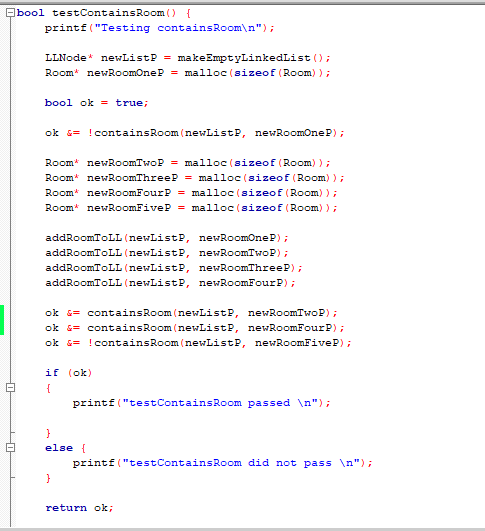 bool testContainsRoom() {
printf("Testing containsRoom\n");
LLNode* newListP = makeEmptyLinkedList();
Room* newRoomOneP = malloc(sizeof(Room));
bool ok = true;
ok &= !containsRoom(newListP, newRoomOneP);
Room* newRoomTwoP = malloc(sizeof(Room));
Room* newRoomThreeP = malloc(sizeof(Room));
Room* newRoomFourP = malloc(sizeof(Room));
Room* newRoomFiveP = malloc(sizeof(Room));
addRoomToLL(newListP, newRoomOneP);
addRoomToLL(newListP, newRoomTwoP);
addRoomToLL(newListP, newRoomThreeP);
addRoomToLL(newListP, newRoomFourP);
ok &= containsRoom(newListP, newRoomTwoP);
ok &= containsRoom(newListP, newRoomFourP);
ok &= !containsRoom(newListP, newRoomFiveP);
if (ok)
{
printf("testContainsRoom passed \n");
}
else {
printf("testContainsRoom did not pass \n");
}
return ok;